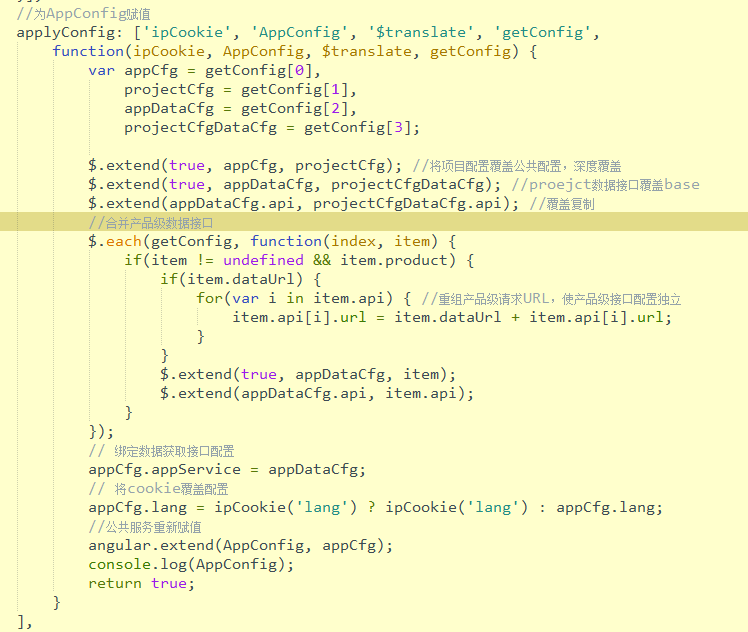 //为AppConfig赋值
applyConfig: ['ipCookie', 'AppConfig', '$translate', 'getConfig',
    function(ipCookie, AppConfig, $translate, getConfig) {
        var appCfg = getConfig[0],
            projectCfg = getConfig[1],
            appDataCfg = getConfig[2],
            projectCfgDataCfg = getConfig[3];

        $.extend(true, appCfg, projectCfg); //将项目配置覆盖公共配置，深度覆盖
        $.extend(true, appDataCfg, projectCfgDataCfg); //proejct数据接口覆盖base
        $.extend(appDataCfg.api, projectCfgDataCfg.api); //覆盖复制
        //合并产品级数据接口
        $.each(getConfig, function(index, item) {
            if(item != undefined && item.product) {
                if(item.dataUrl) {
                    for(var i in item.api) { //重组产品级请求URL，使产品级接口配置独立
                        item.api[i].url = item.dataUrl + item.api[i].url;
                    }
                }
                $.extend(true, appDataCfg, item);
                $.extend(appDataCfg.api, item.api);
            }
        });
        // 绑定数据获取接口配置
        appCfg.appService = appDataCfg;
        // 将cookie覆盖配置
        appCfg.lang = ipCookie('lang') ? ipCookie('lang') : appCfg.lang;
        //公共服务重新赋值
        angular.extend(AppConfig, appCfg);
        console.log(AppConfig);
        return true;
    }
],